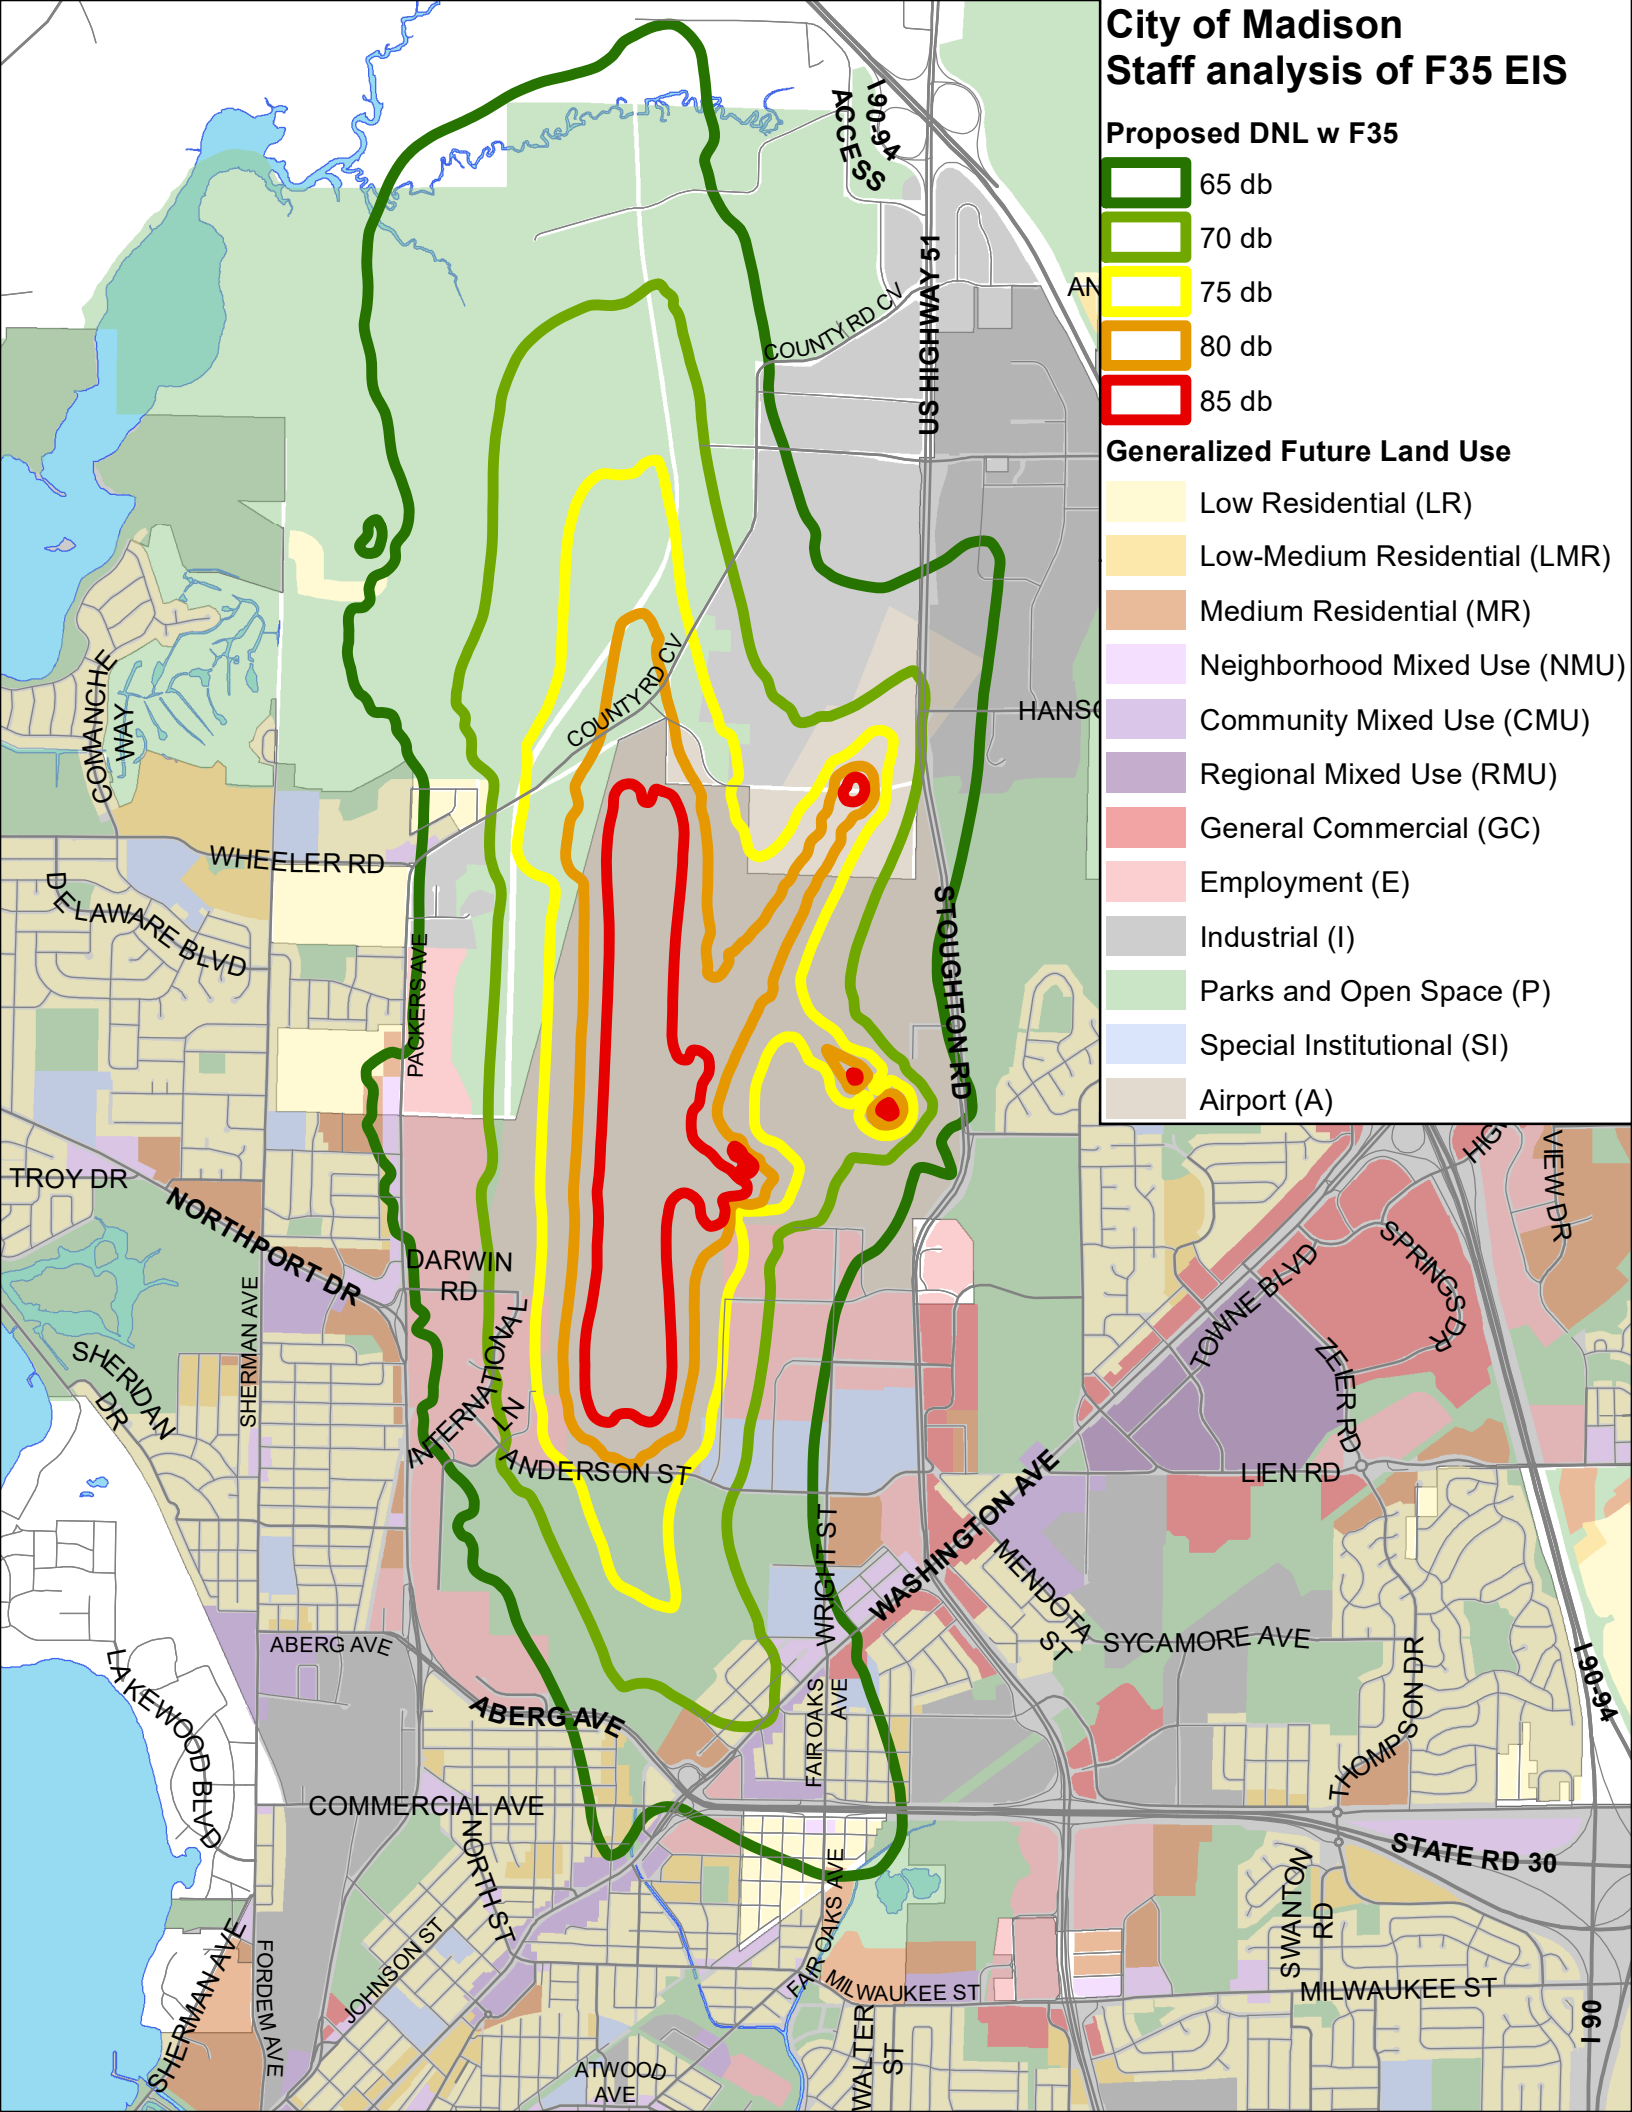 City of Madison
Staff analysis of F35 EIS
Proposed DNL w F35
65 db
70 db
75 db
80 db
85 db
Generalized Future Land Use
Low Residential (LR)
Low-Medium Residential (LMR)
Medium Residential (MR)
Neighborhood Mixed Use (NMU)
Community Mixed Use (CMU)
Regional Mixed Use (RMU)
General Commercial (GC)
Employment (E)
Industrial (I)
Parks and Open Space (P)
Special Institutional (SI)
Airport (A)
I 90-94
ACCESS
US HIGHWAY 51
AN
COUNTY RD CV
COUNTY RD CV
HANSO
COMANCHE
WAY
WHEELER RD
DELAWARE BLVD
PACKERS AVE
STOUGHTON RD
TROY DR
NORTHPORT DR
DARWIN
RD
SHERMAN AVE
SHERIDAN
DR
INTERNATIONAL
LN
ANDERSON ST
HIGH
VIEW DR
SPRINGS DR
TOWNE BLVD
ZEIER RD
LIEN RD
WASHINGTON AVE
MENDOTA
ST
WRIGHT ST
SYCAMORE AVE
ABERG AVE
ABERG AVE
FAIR OAKS
AVE
LAKEWOOD BLVD
I 90-94
THOMPSON DR
COMMERCIAL AVE
NORTH ST
STATE RD 30
SWANTON
RD
FAIR OAKS AVE
JOHNSON ST
SHERMAN AVE
FORDEM AVE
MILWAUKEE ST
MILWAUKEE ST
WALTER
ST
ATWOOD
AVE
I 90